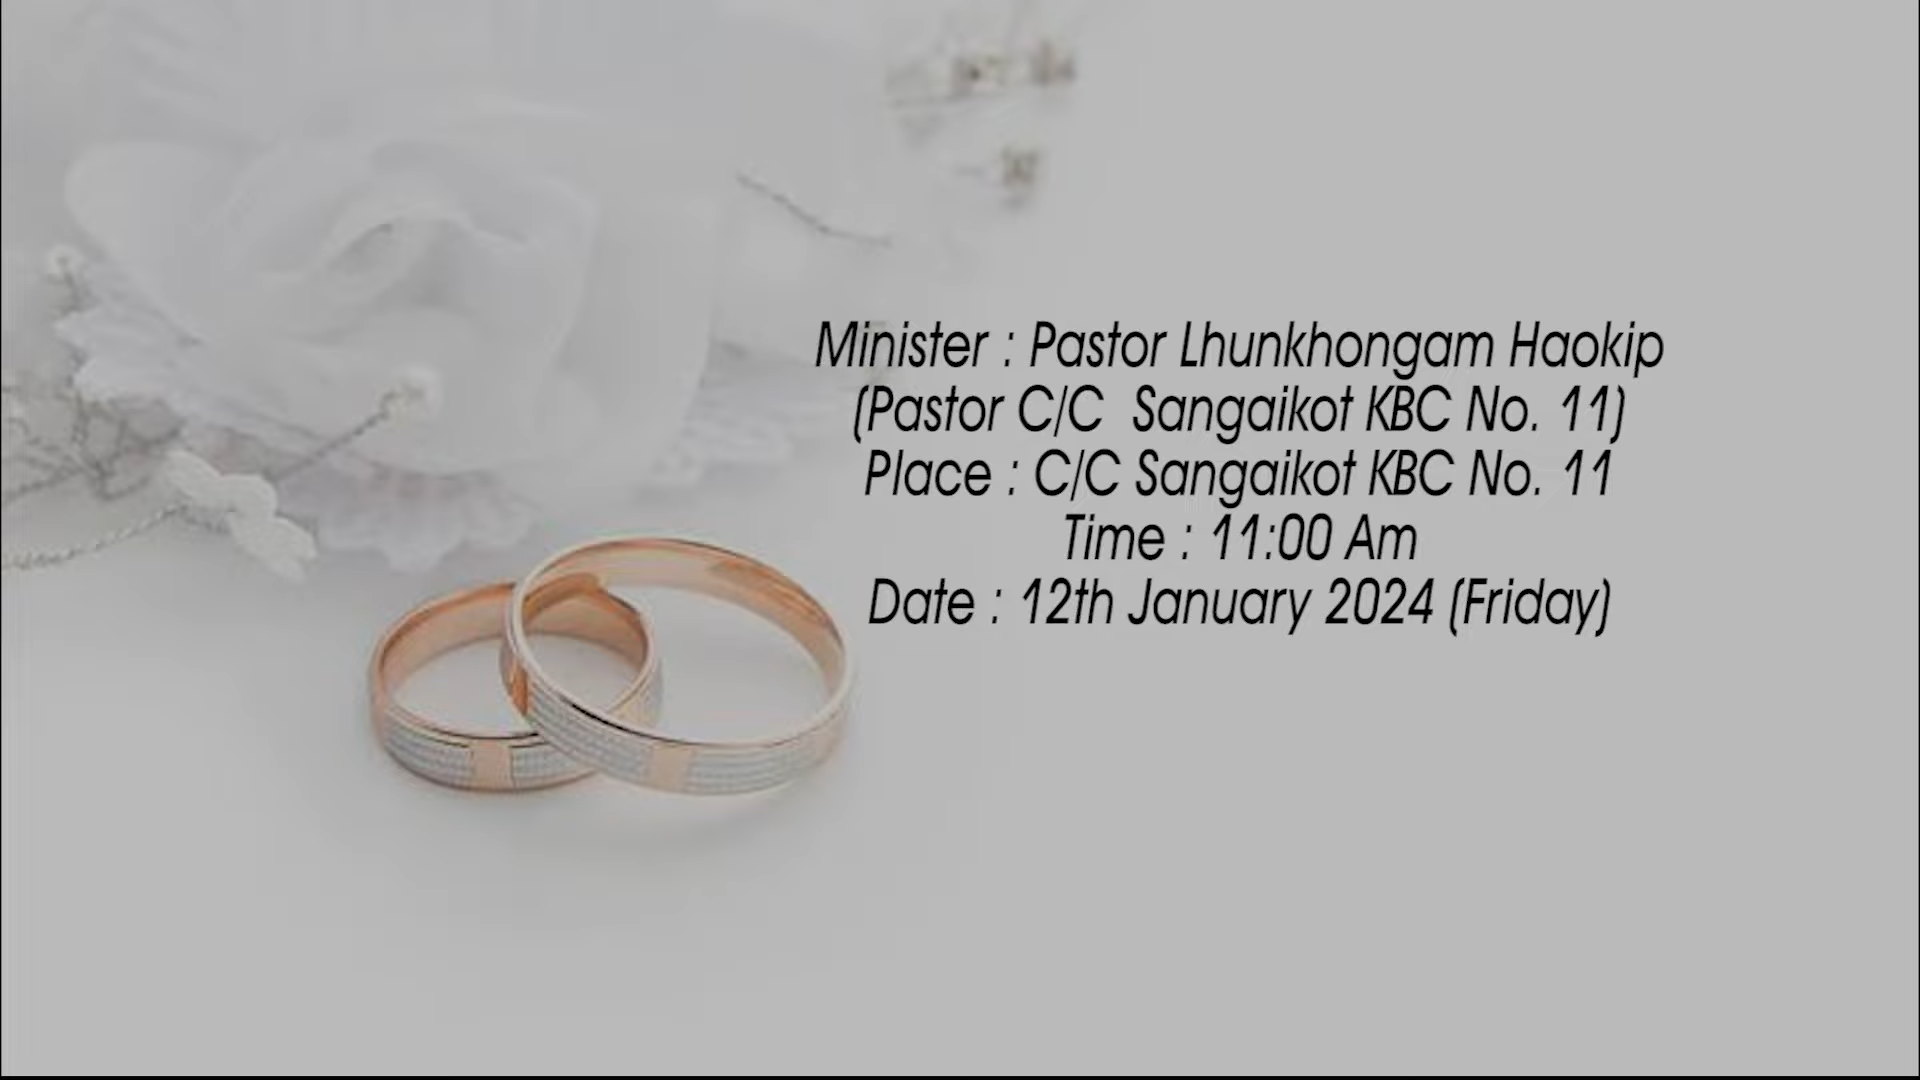 Minister : Pastor Lhunkhongam Haokip
(Pastor C/C  Sangaikot KBC No. 11)
Place : C/C Sangaikot KBC No. 11
Time : 11:00 Am
Date : 12th January 2024 (Friday)